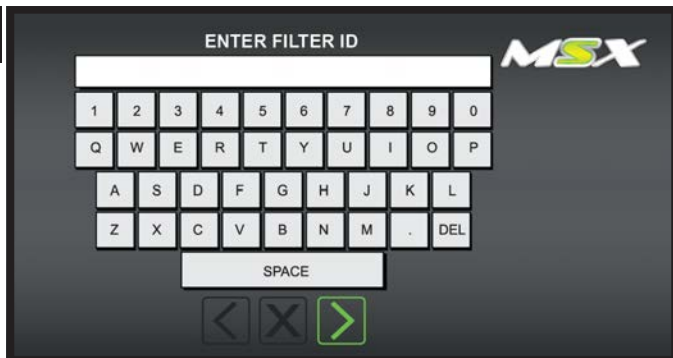 ENTER FILTER ID
MSX
1 2 3 4 5 6 7 8 9 0
Q W E R T Y U I O P
A S D F G H J K L
Z X C V B N M . DEL
SPACE